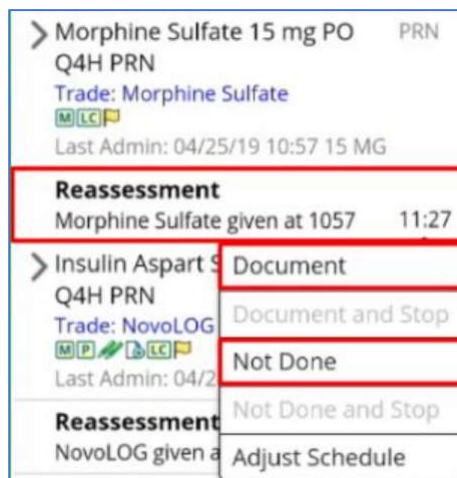 Morphine Sulfate 15 mg PO PRN
Q4H PRN
Trade: Morphine Sulfate
M LC
Last Admin: 04/25/19 10:57 15 MG
Reassessment
Morphine Sulfate given at 1057 11:27
Insulin Aspart S
Document
Q4H PRN
Document and Stop
Trade: NovoLOG
M P LC
Not Done
Last Admin: 04/2
Not Done and Stop
Reassessment
NovoLOG given a
Adjust Schedule